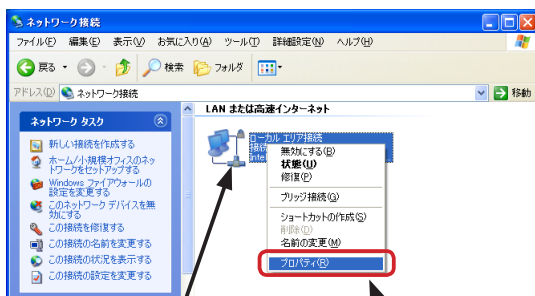 ネットワーク接続
ファイル(F) 編集(E) 表示(V) お気に入り(A) ツール(T) 詳細設定(N) ヘルプ(H)
戻る 検索 フォルダ
アドレス(D) ネットワーク接続 移動
ネットワーク タスク
新しい接続を作成する
ホーム/小規模オフィスのネッ
トワークをセットアップする
Windows ファイアウォールの
設定を変更する
このネットワーク デバイスを無
効にする
この接続を修復する
この接続の名前を変更する
この接続の状況を表示する
この接続の設定を変更する
LAN または高速インターネット
ローカル エリア接続
接続
Inte
無効にする(B)
状態(U)
修復(P)
ブリッジ接続(G)
ショートカットの作成(S)
削除(D)
名前の変更(M)
プロパティ(R)